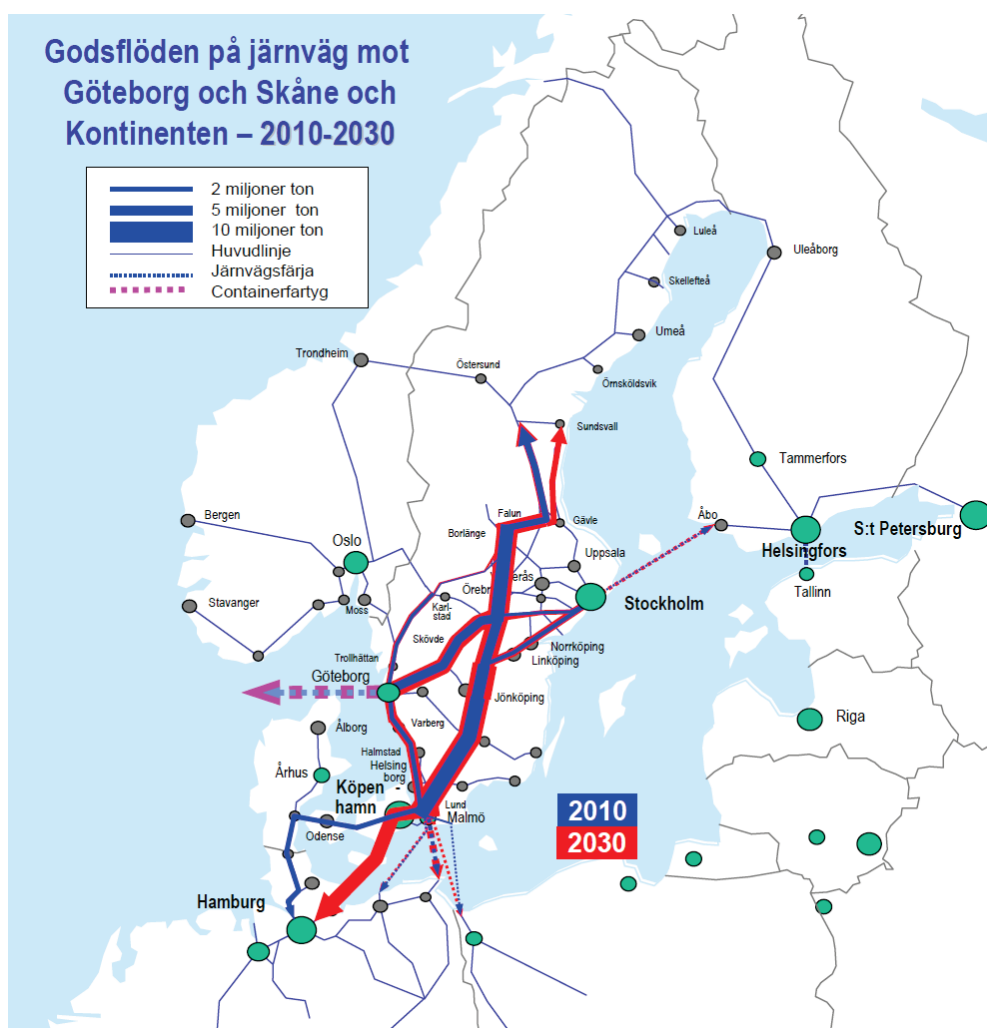 Godsflöden på järnväg mot
Göteborg och Skåne och
Kontinenten – 2010-2030
2 miljoner ton
5 miljoner ton
10 miljoner ton
Huvudlinje
Järnvägsfärja
Containerfartyg
Luleå
Uleåborg
Skellefteå
Umeå
Trondheim
Östersund
Örnsköldsvik
Sundsvall
Tammerfors
Bergen
Falun
Gävle
Åbo
S:t Petersburg
Borlänge
Oslo
Helsingfors
Uppsala
Örebr
erås
Tallinn
Stavanger
Moss
Karl-
stad
Stockholm
Skövde
Norrköping
Linköping
Trollhättan
Göteborg
Jönköping
Riga
Ålborg
Varberg
Halmstad
Helsing
borg
Århus
Köpen -
hamn
Lund
Malmö
2010
2030
Odense
Hamburg